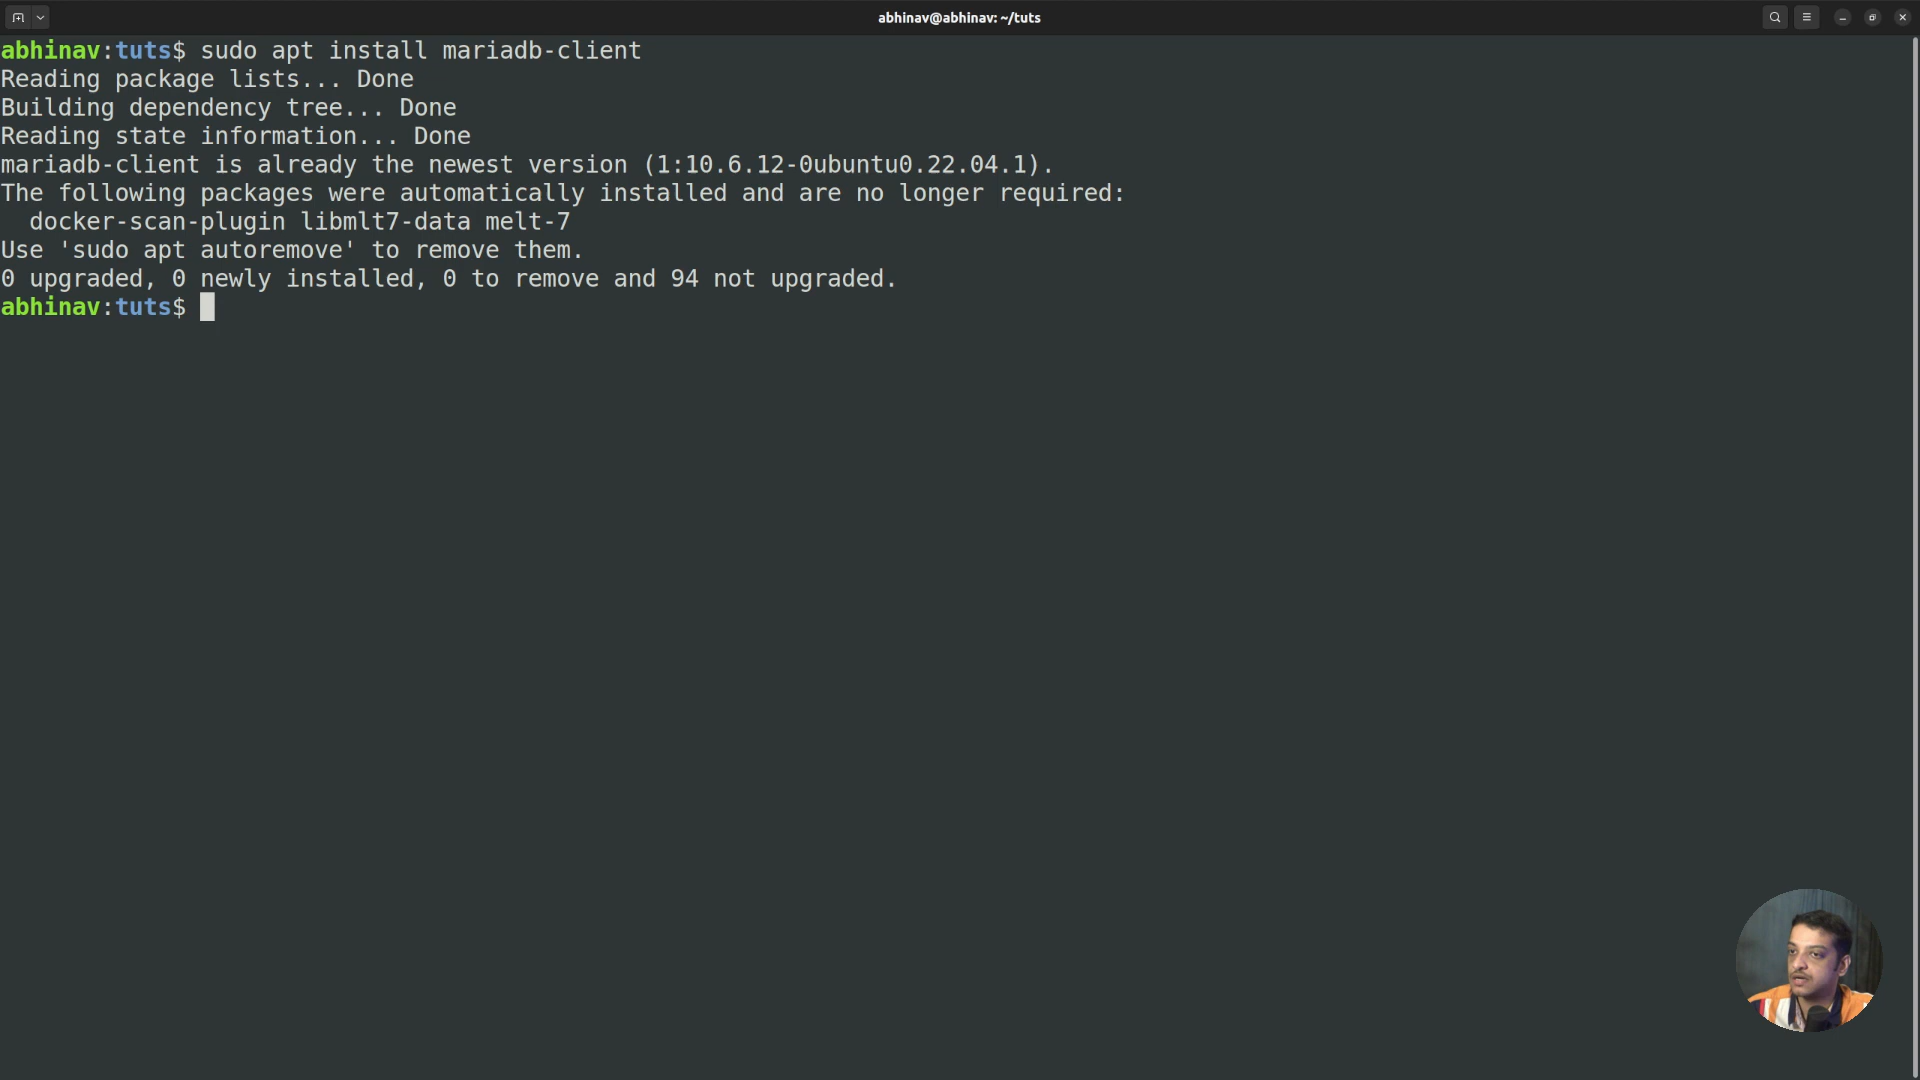 abhinav@abhinav: ~/tuts
abhinav:tuts$ sudo apt install mariadb-client
Reading package lists... Done
Building dependency tree... Done
Reading state information... Done
mariadb-client is already the newest version (1:10.6.12-0ubuntu0.22.04.1).
The following packages were automatically installed and are no longer required:
  docker-scan-plugin libmlt7-data melt-7
Use 'sudo apt autoremove' to remove them.
0 upgraded, 0 newly installed, 0 to remove and 94 not upgraded.
abhinav:tuts$